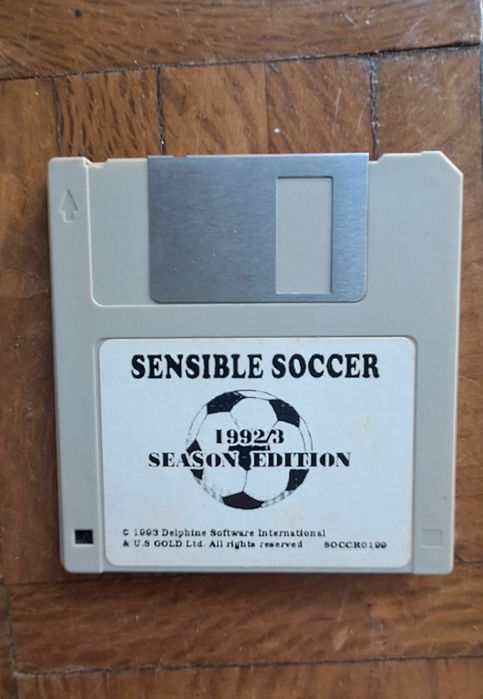 SENSIBLE SOCCER
1992/3
SEASON EDITION
© 1993 Delphine Software International
& U.S GOLD Ltd. All rights reserved SOCCR0199